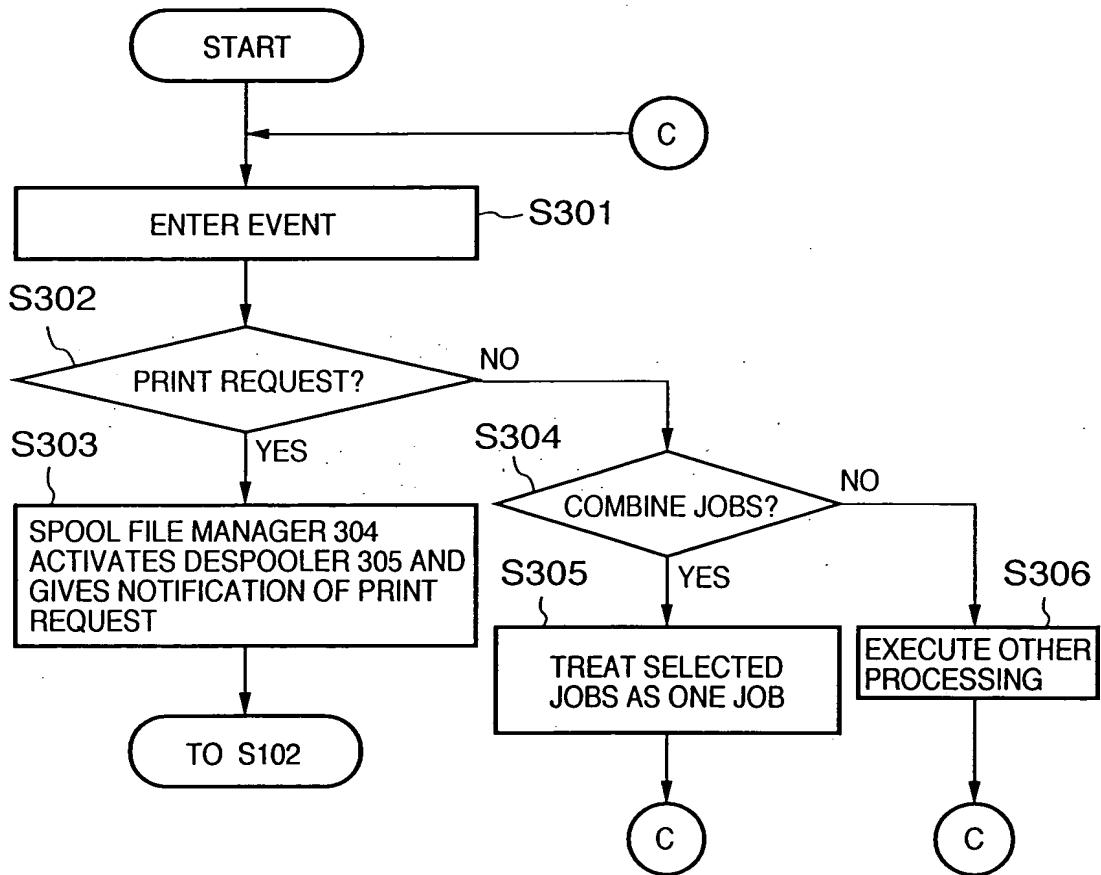 START
C
ENTER EVENT
S301
S302
PRINT REQUEST?
NO
YES
S303
SPOOL FILE MANAGER 304
ACTIVATES DESPOOLER 305 AND
GIVES NOTIFICATION OF PRINT
REQUEST
TO S102
S304
COMBINE JOBS?
NO
YES
S305
TREAT SELECTED
JOBS AS ONE JOB
S306
EXECUTE OTHER
PROCESSING
C
C